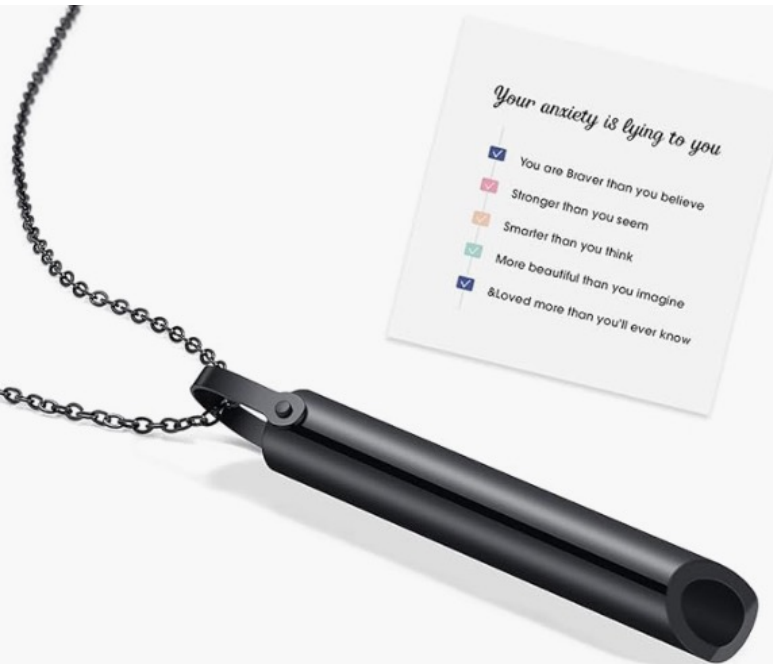 Your anxiety is lying to you
You are Braver than you believe
Stronger than you seem
Smarter than you think
More beautiful than you imagine
&Loved more than you'll ever know